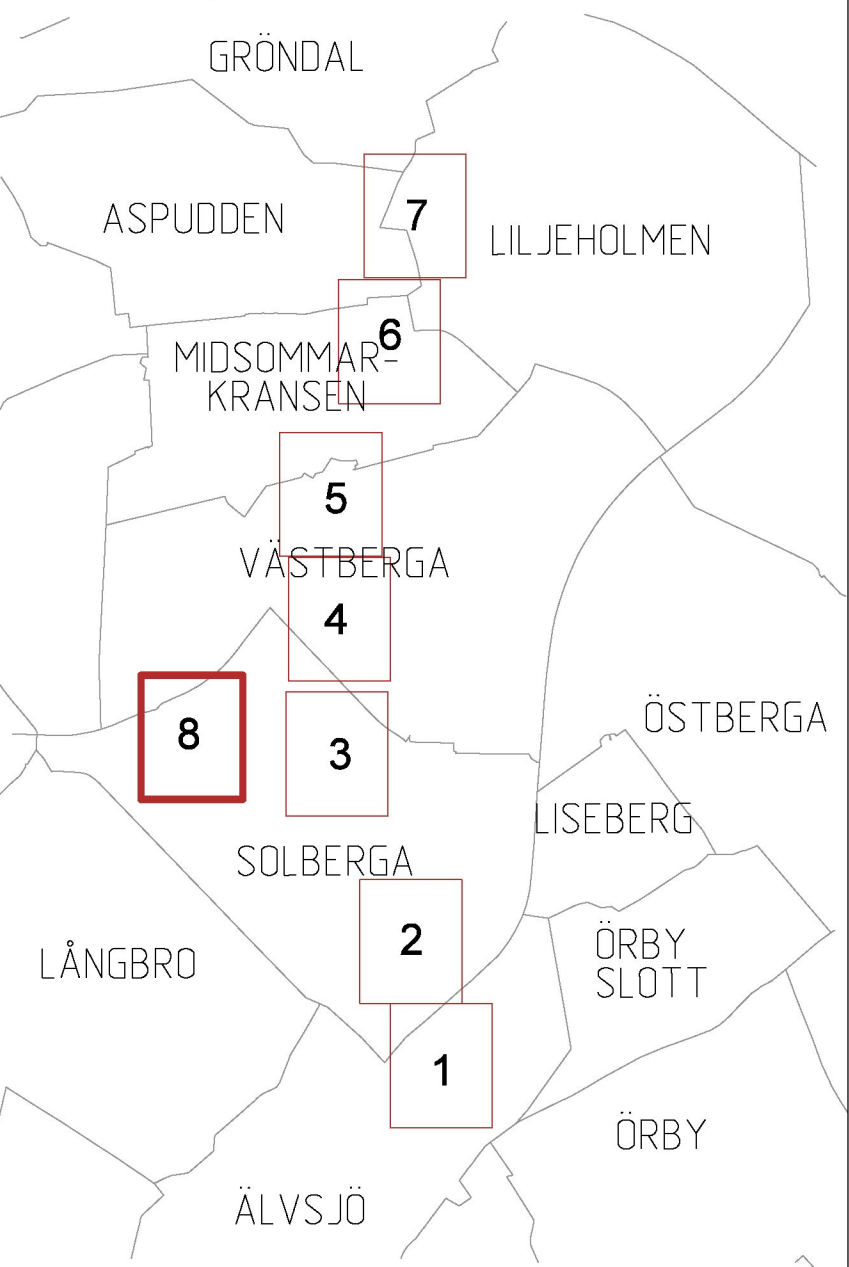 GRÖNDAL
ASPUDDEN
7
LILJEHOLMEN
6
MIDSOMMAR-
KRANSEN
5
VÄSTBERGA
4
8
3
ÖSTBERGA
LISEBERG
SOLBERGA
2
ÖRBY
SLOTT
LÅNGBRO
1
ÖRBY
ÄLVSJÖ